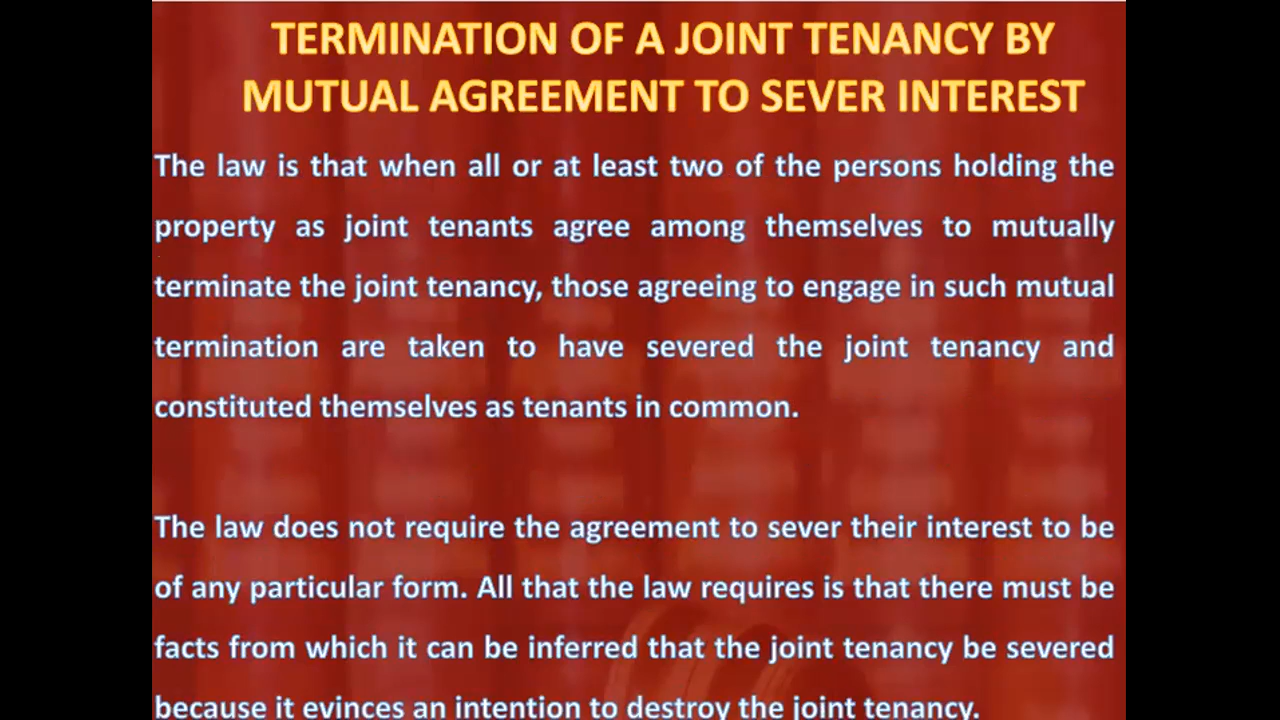 TERMINATION OF A JOINT TENANCY BY
MUTUAL AGREEMENT TO SEVER INTEREST
The law is that when all or at least two of the persons holding the
property as joint tenants agree among themselves to mutually
terminate the joint tenancy, those agreeing to engage in such mutual
termination are taken to have severed the joint tenancy and
constituted themselves as tenants in common.
The law does not require the agreement to sever their interest to be
of any particular form. All that the law requires is that there must be
facts from which it can be inferred that the joint tenancy be severed
because it evinces an intention to destroy the joint tenancy.